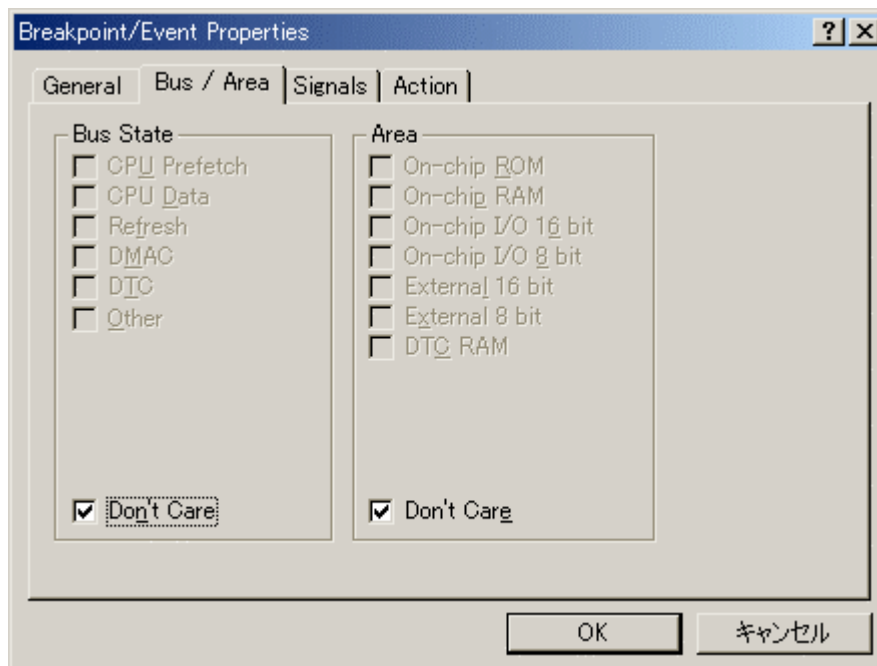 Breakpoint/Event Properties
General
Bus / Area
Signals
Action
Bus State
CPU Prefetch
CPU Data
Refresh
DMAC
DTC
Other
Don't Care
Area
On-chip ROM
On-chip RAM
On-chip I/O 16 bit
On-chip I/O 8 bit
External 16 bit
External 8 bit
DTC RAM
Don't Care
OK
キャンセル